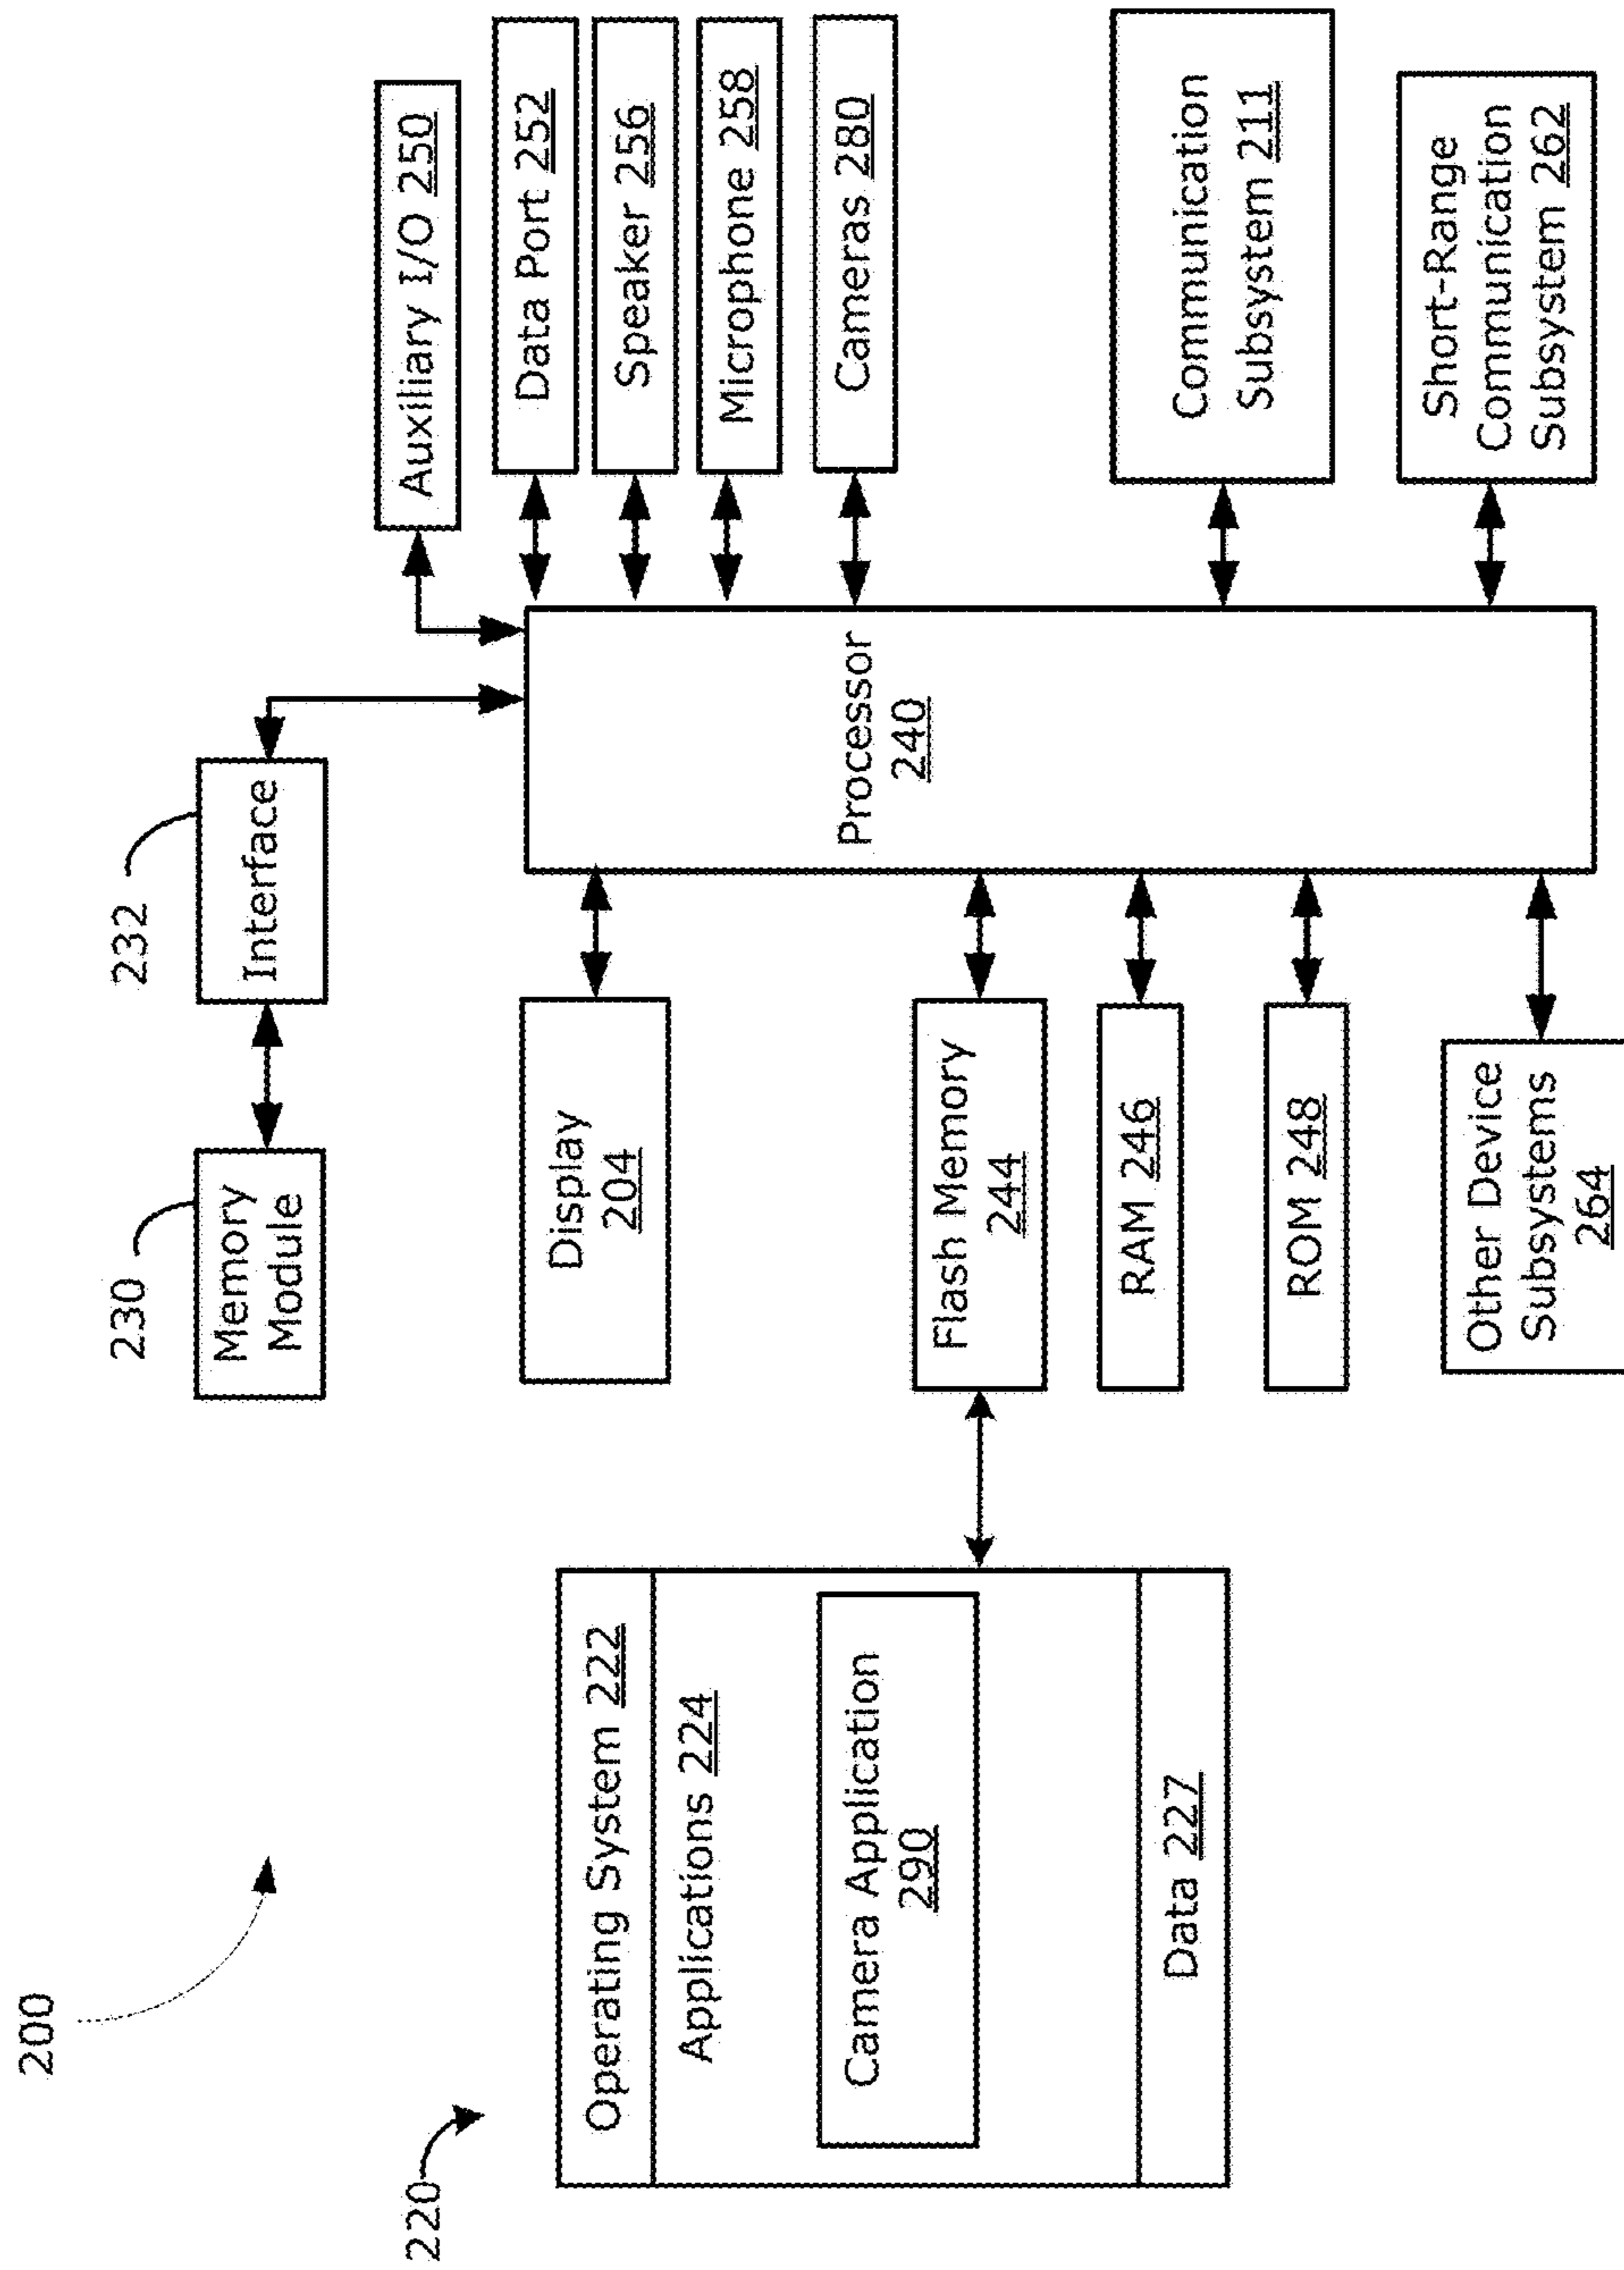 200
220
Operating System 222
Applications 224
Camera Application
290
Data 227
230
Memory
Module
232
Interface
Display
204
Flash Memory
244
RAM 246
ROM 248
Other Device
Subsystems
264
Processor
240
Auxiliary I/O 250
Data Port 252
Speaker 256
Microphone 258
Cameras 280
Communication
Subsystem 211
Short-Range
Communication
Subsystem 262